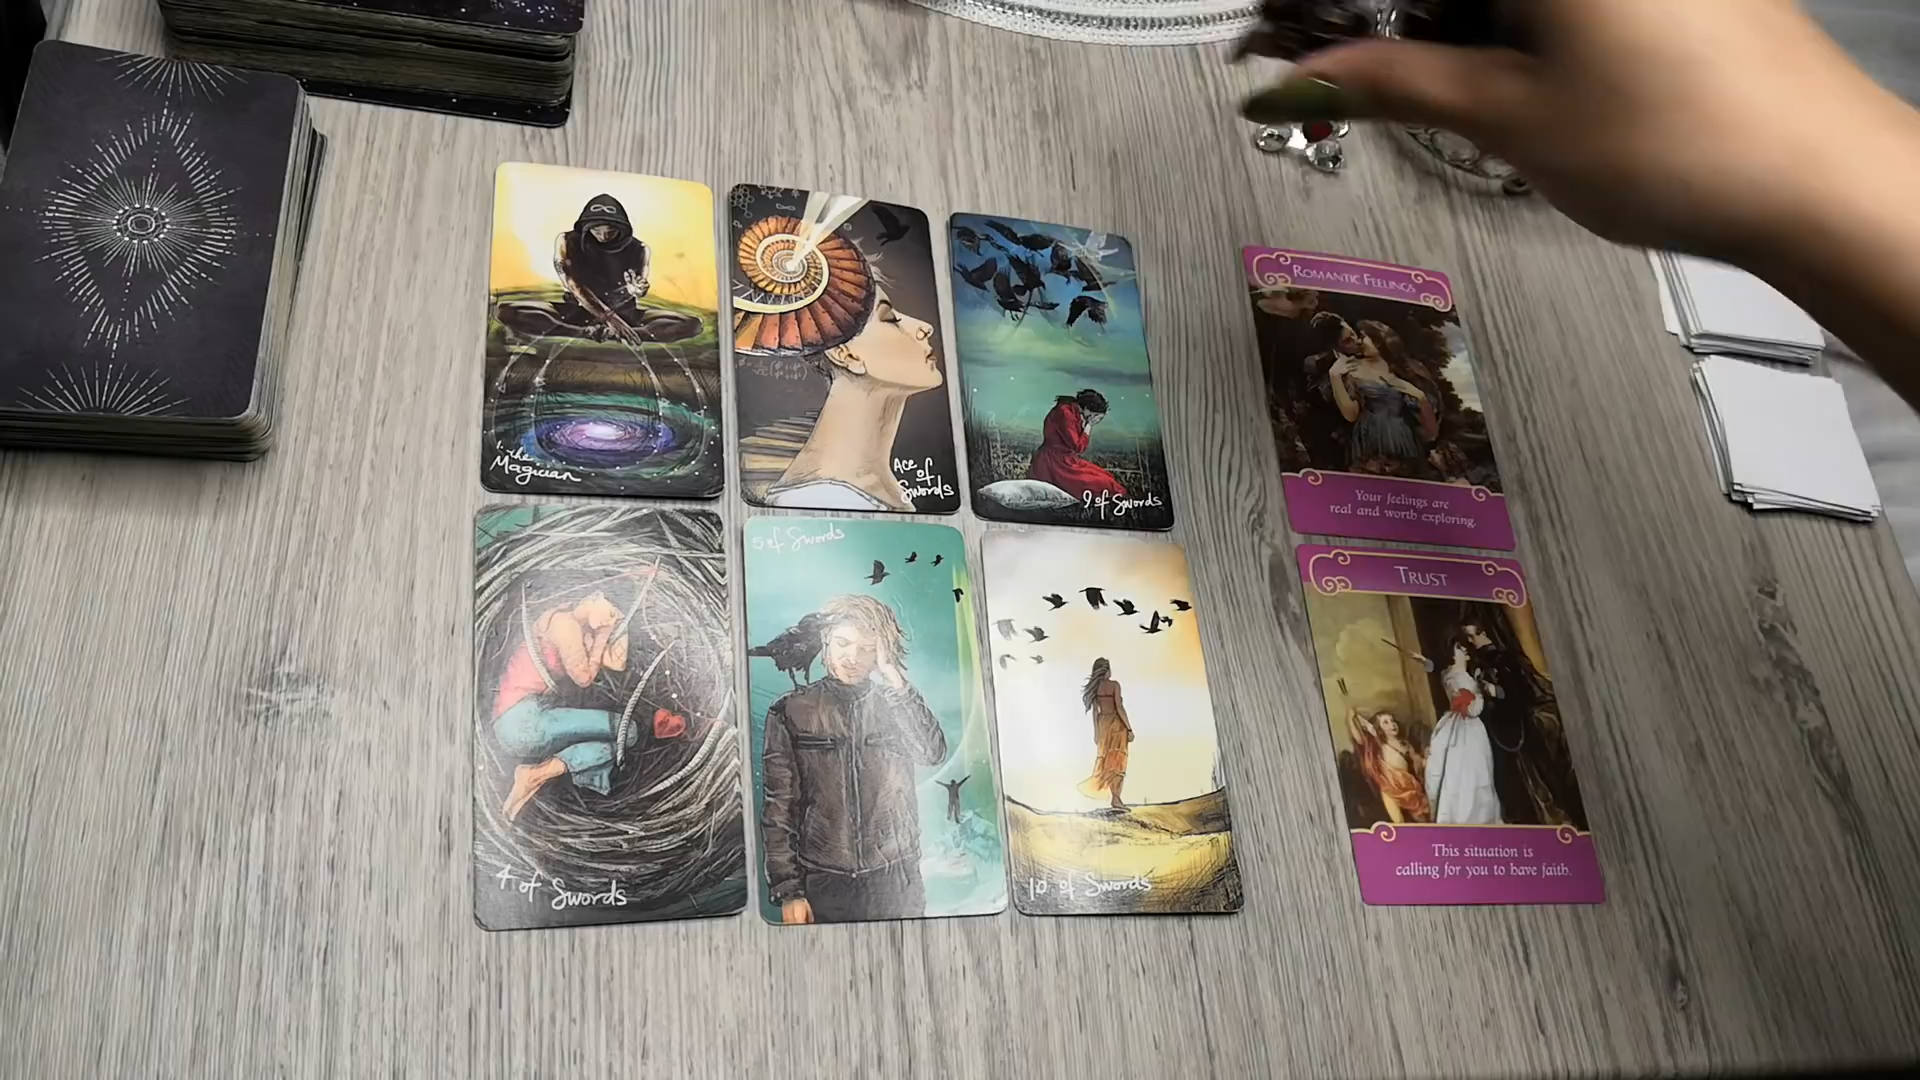 1. the
Magician
Ace
of
Swords
9 of Swords
4 of Swords
5 of Swords
10 of Swords
ROMANTIC FEELINGS
Your feelings are
real and worth exploring.
TRUST
This situation is
calling for you to have faith.